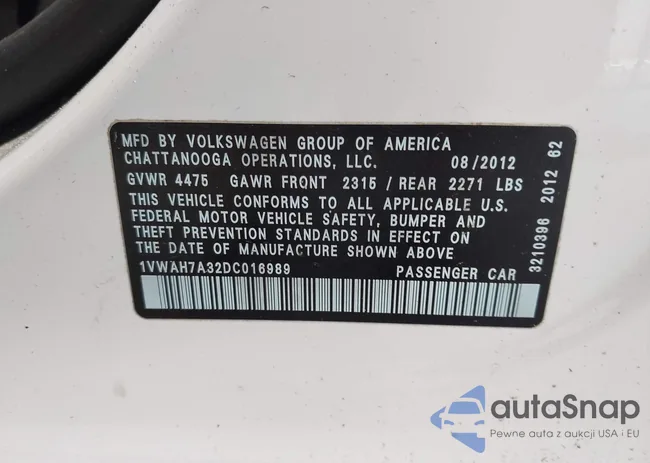 MFD BY VOLKSWAGEN GROUP OF AMERICA
CHATTANOOGA OPERATIONS, LLC. 08/2012
GVWR 4475 GAWR FRONT 2315 / REAR 2271 LBS
THIS VEHICLE CONFORMS TO ALL APPLICABLE U.S.
FEDERAL MOTOR VEHICLE SAFETY, BUMPER AND
THEFT PREVENTION STANDARDS IN EFFECT ON
THE DATE OF MANUFACTURE SHOWN ABOVE
1VWAH7A32DC016989 PASSENGER CAR
3210396 2012 62
autoSnap
Pewne auta z aukcji USA i EU